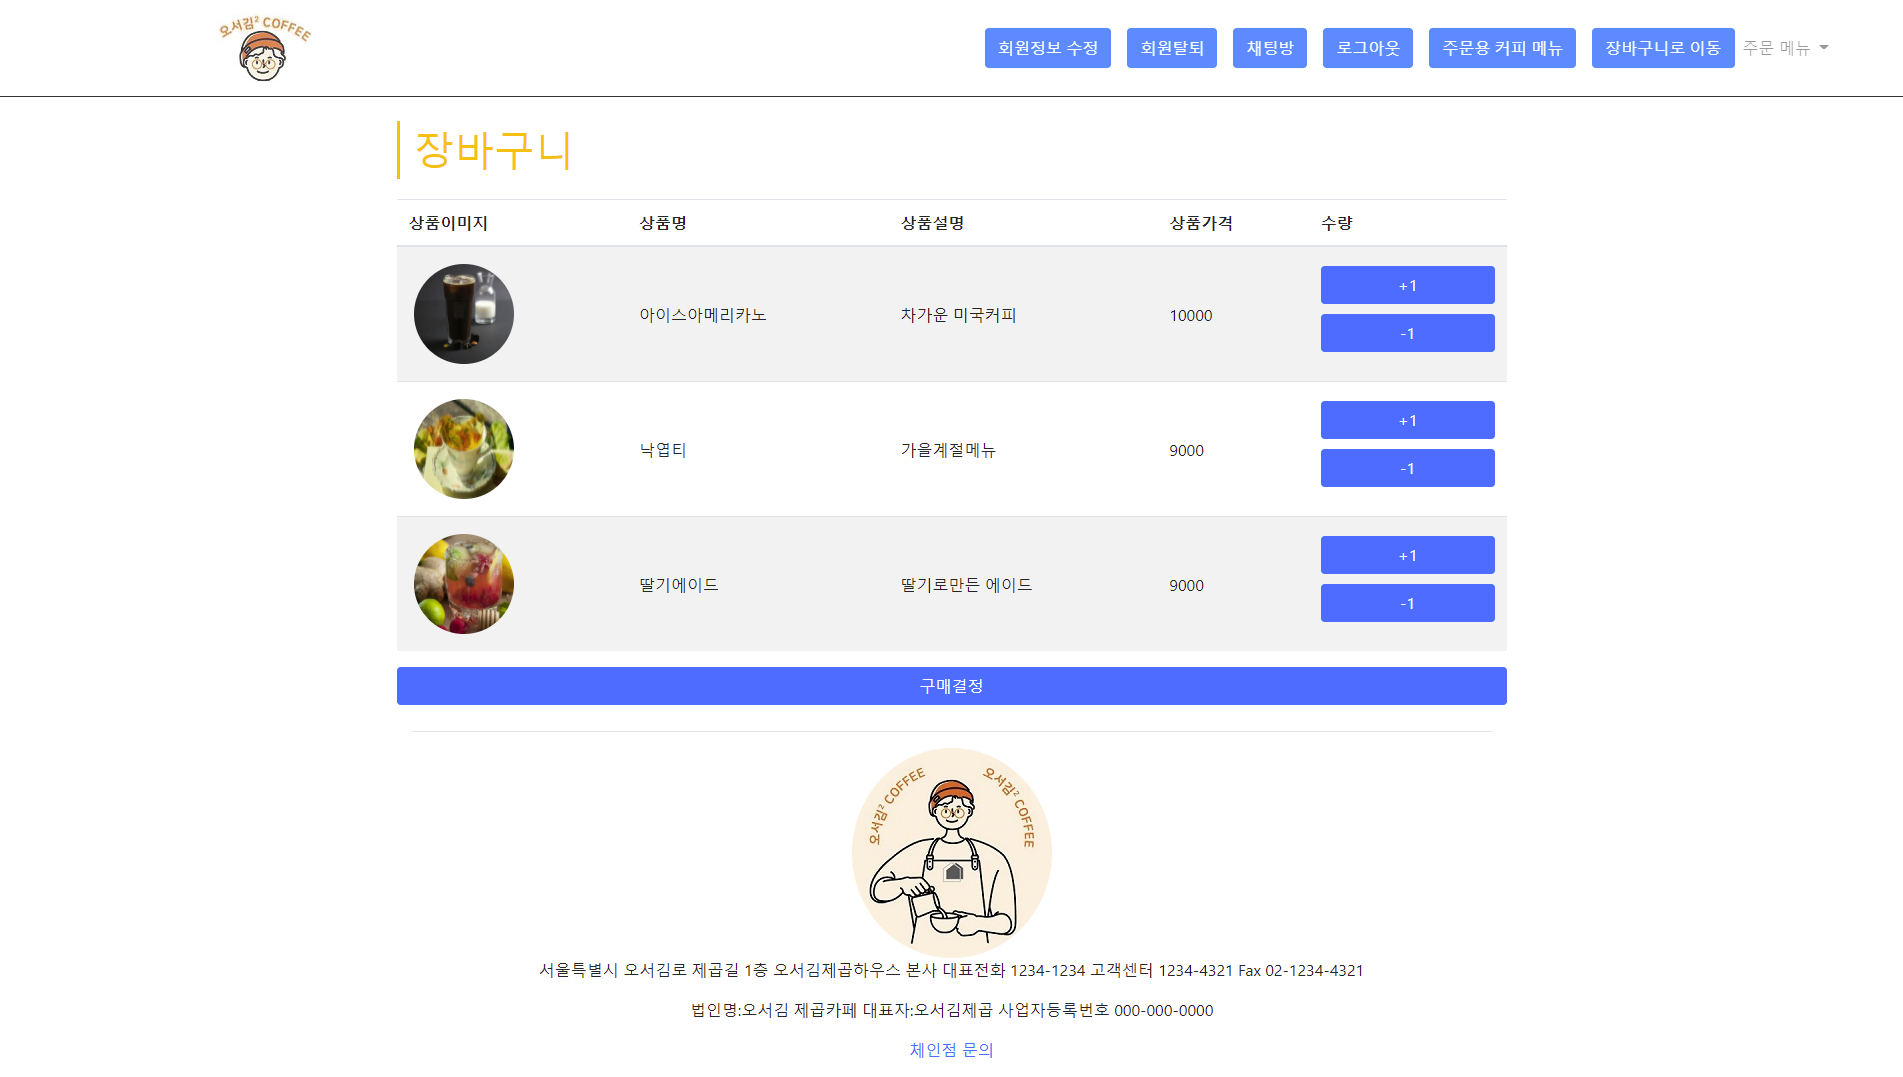 오서김² COFFEE
회원정보 수정 회원탈퇴 채팅방 로그아웃 주문용 커피 메뉴 장바구니로 이동 주문 메뉴
장바구니
상품이미지 상품명 상품설명 상품가격 수량
아이스아메리카노 차가운 미국커피 10000
+1
-1
낙엽티 가을계절메뉴 9000
+1
-1
딸기에이드 딸기로만든 에이드 9000
+1
-1
구매결정
오서김² COFFEE 오서김² COFFEE
서울특별시 오서김로 제곱길 1층 오서김제곱하우스 본사 대표전화 1234-1234 고객센터 1234-4321 Fax 02-1234-4321
법인명:오서김 제곱카페 대표자:오서김제곱 사업자등록번호 000-000-0000
체인점 문의